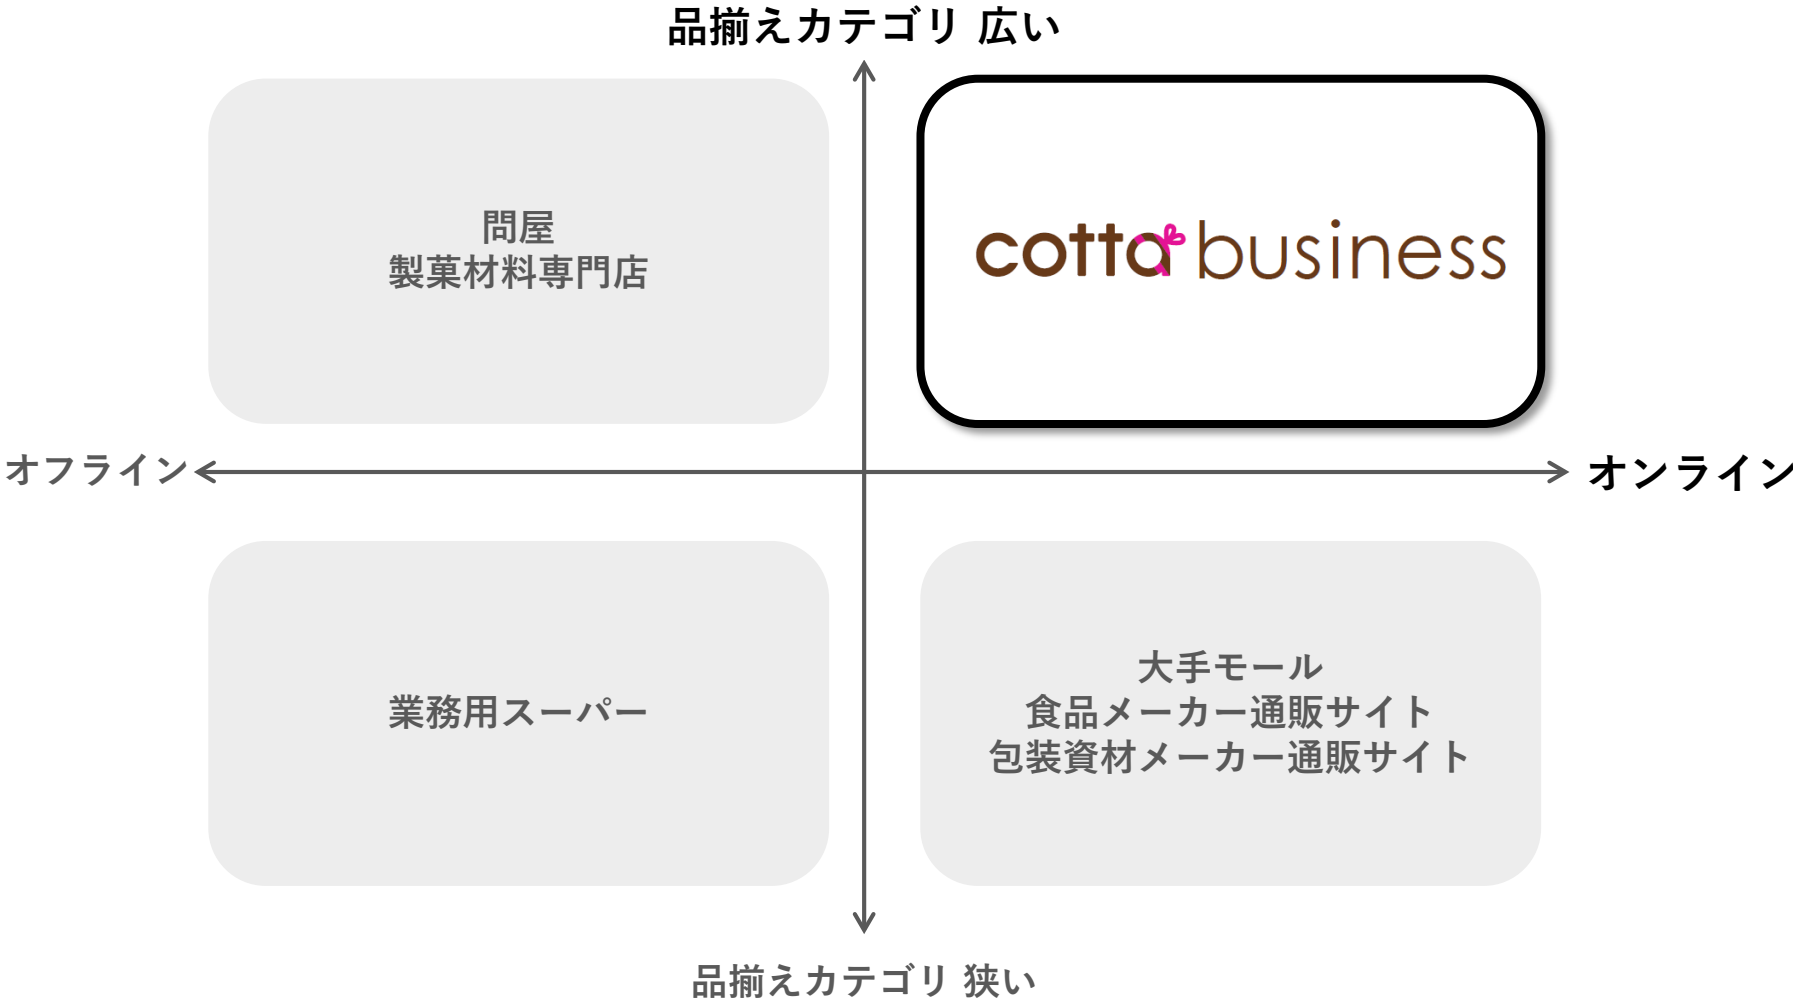 品揃えカテゴリ 広い
問屋
製菓材料専門店
cotta business
オフライン
オンライン
業務用スーパー
大手モール
食品メーカー通販サイト
包装資材メーカー通販サイト
品揃えカテゴリ 狭い